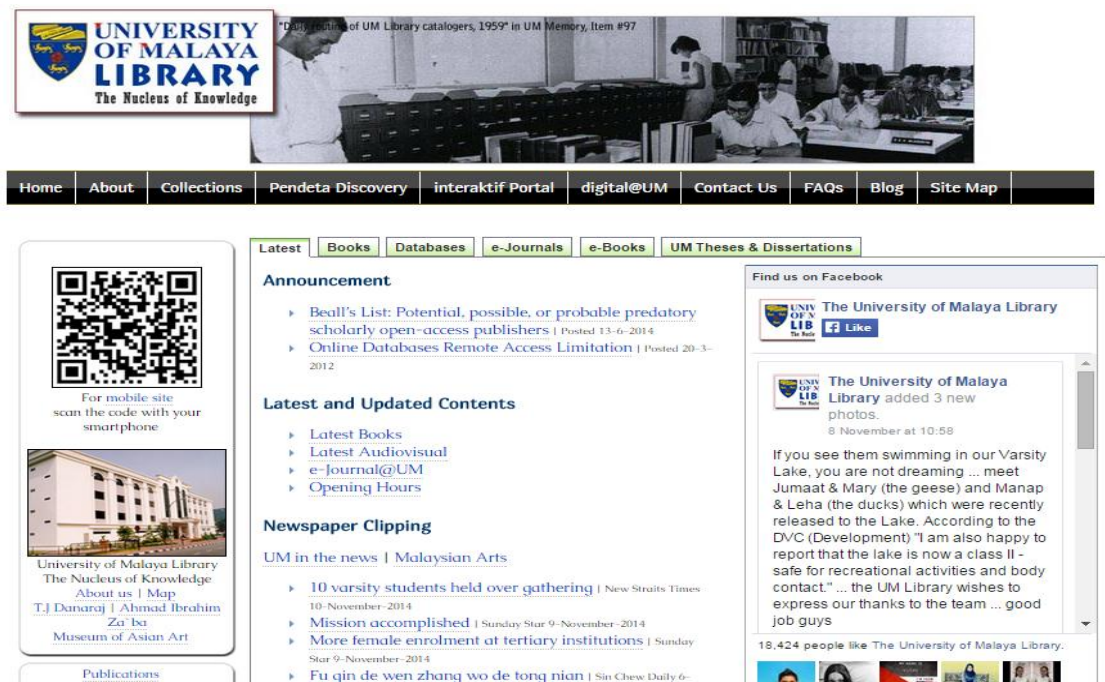 UNIVERSITY
OF MALAYA
LIBRARY
The Nucleus of Knowledge
of UM Library catalogers, 1959" in UM Memory, Item #97
Home About Collections Pendeta Discovery interaktif Portal digital@UM Contact Us FAQs Blog Site Map
For mobile site
scan the code with your
smartphone
University of Malaya Library
The Nucleus of Knowledge
About us | Map
T.J Danaraj | Ahmad Ibrahim
Za`ba
Museum of Asian Art
Publications
Latest Books Databases e-Journals e-Books UM Theses & Dissertations
Announcement
Beall's List: Potential, possible, or probable predatory
scholarly open-access publishers | Posted 13-6-2014
Online Databases Remote Access Limitation | Posted 20-3-
2012
Latest and Updated Contents
Latest Books
Latest Audiovisual
e-Journal@UM
Opening Hours
Newspaper Clipping
UM in the news | Malaysian Arts
10 varsity students held over gathering | New Straits Times
10-November-2014
Mission accomplished | Sunday Star 9-November-2014
More female enrolment at tertiary institutions | Sunday
Star 9-November-2014
Fu qin de wen zhang wo de tong nian | Sin Chew Daily 6-
Find us on Facebook
The University of Malaya Library
Like
The University of Malaya
Library added 3 new
photos.
8 November at 10:58
If you see them swimming in our Varsity
Lake, you are not dreaming ... meet
Jumaat & Mary (the geese) and Manap
& Leha (the ducks) which were recently
released to the Lake. According to the
DVC (Development) "I am also happy to
report that the lake is now a class II -
safe for recreational activities and body
contact." ... the UM Library wishes to
express our thanks to the team ... good
job guys
18,424 people like The University of Malaya Library.